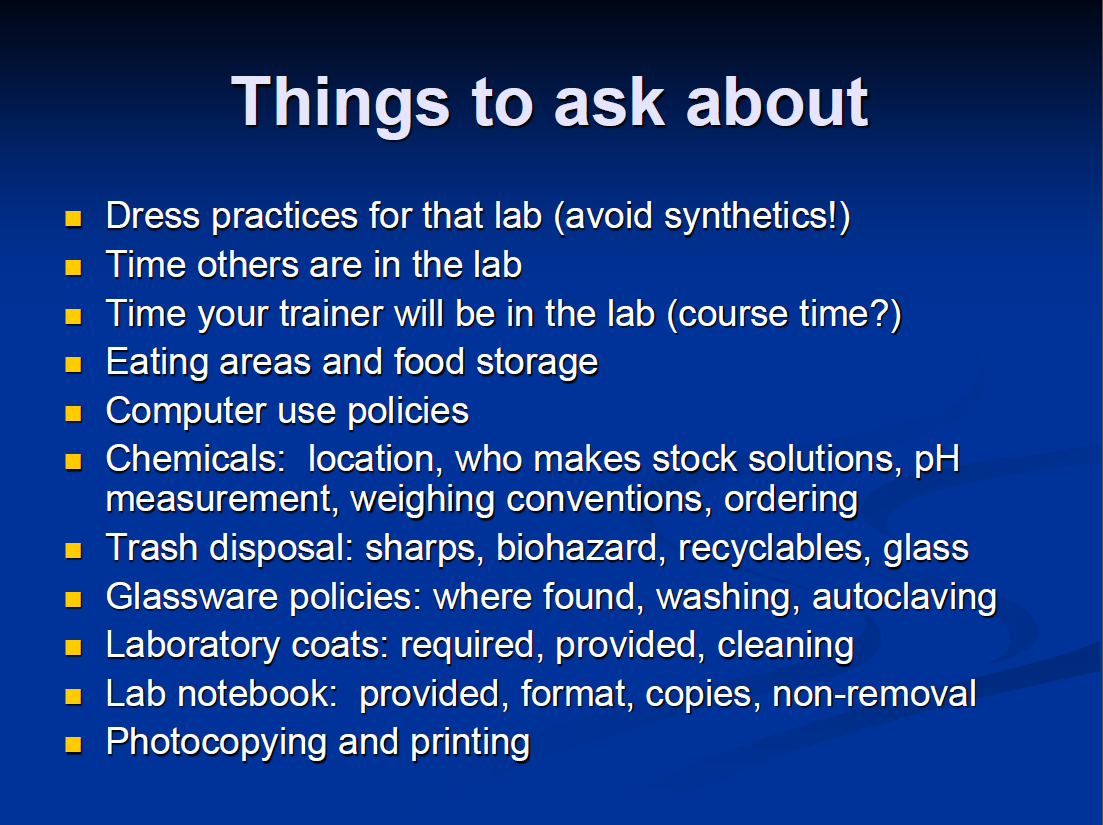 Things to ask about
Dress practices for that lab (avoid synthetics!)
Time others are in the lab
Time your trainer will be in the lab (course time?)
Eating areas and food storage
Computer use policies
Chemicals:  location, who makes stock solutions, pH
measurement, weighing conventions, ordering
Trash disposal: sharps, biohazard, recyclables, glass
Glassware policies: where found, washing, autoclaving
Laboratory coats: required, provided, cleaning
Lab notebook:  provided, format, copies, non-removal
Photocopying and printing